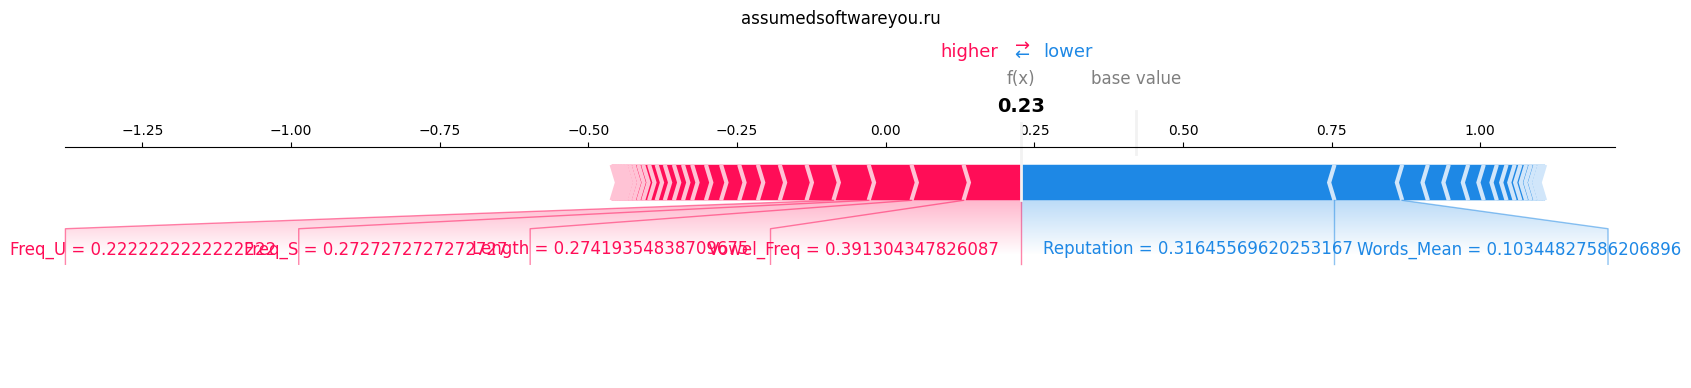 assumedsoftwareyou.ru
higher ⇄ lower
f(x) base value
0.23
−1.25 −1.00 −0.75 −0.50 −0.25 0.00 0.25 0.50 0.75 1.00
Freq_U = 0.2222222222222222 Freq_S = 0.2727272727272727 Length = 0.27419354838709675 Vowel_Freq = 0.391304347826087 Reputation = 0.31645569620253167 Words_Mean = 0.10344827586206896